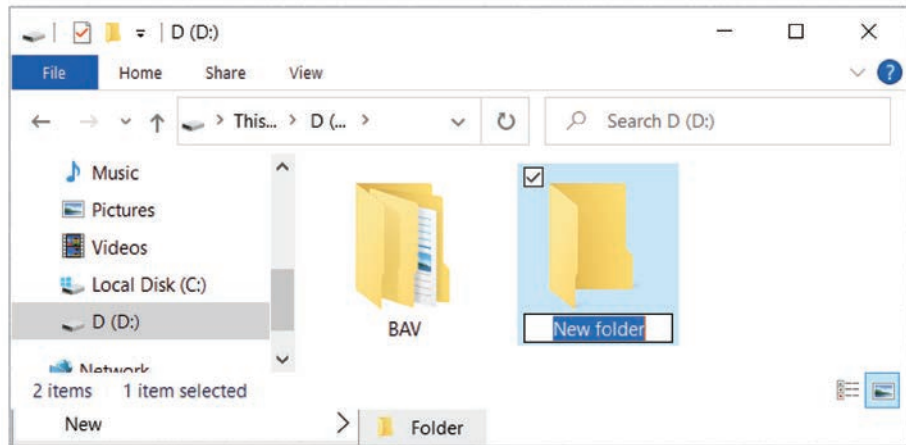 D (D:)
File Home Share View
This... D (... Search D (D:)
Music
Pictures
Videos
Local Disk (C:)
D (D:)
Network
BAV
New folder
2 items 1 item selected
New Folder